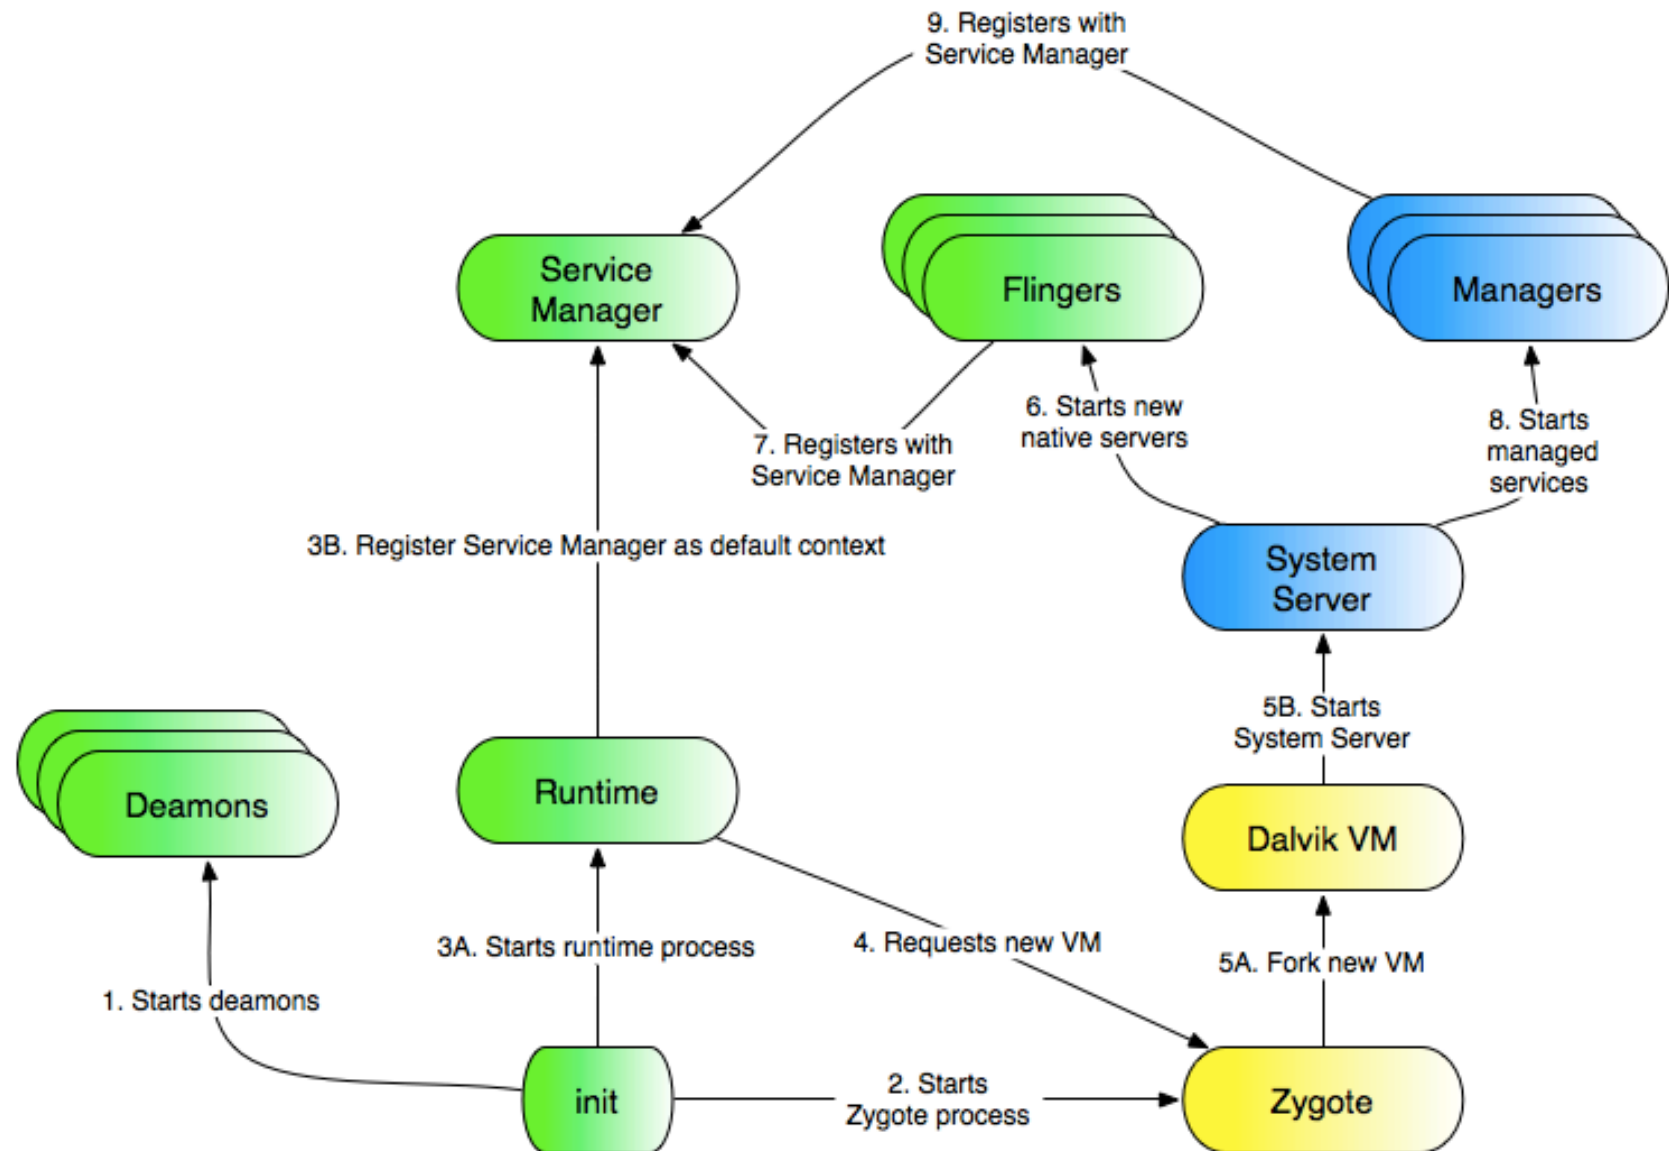 9. Registers with
Service Manager
Service
Manager
Flingers
Managers
6. Starts new
native servers
8. Starts
managed
services
7. Registers with
Service Manager
3B. Register Service Manager as default context
System
Server
5B. Starts
System Server
Deamons
Runtime
Dalvik VM
3A. Starts runtime process
4. Requests new VM
5A. Fork new VM
1. Starts deamons
init
2. Starts
Zygote process
Zygote